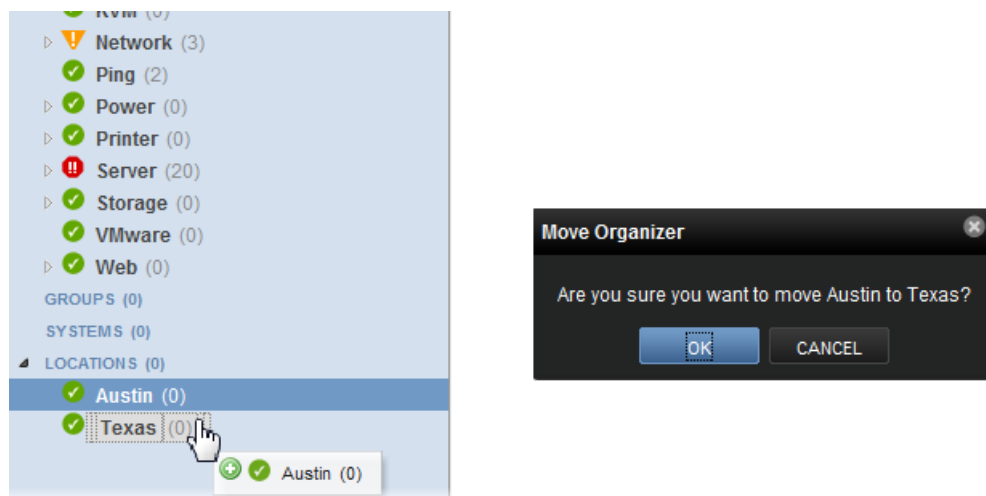 KVM (0)
Network (3)
Ping (2)
Power (0)
Printer (0)
Server (20)
Storage (0)
VMware (0)
Web (0)
GROUPS (0)
SYSTEMS (0)
LOCATIONS (0)
Austin (0)
Texas (0)
Austin (0)
Move Organizer
Are you sure you want to move Austin to Texas?
OK
CANCEL